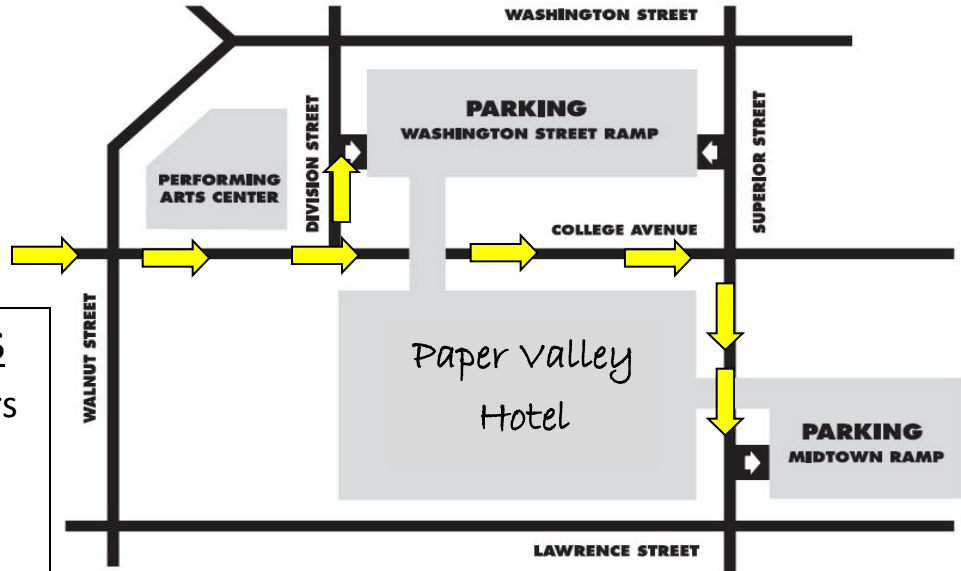 WASHINGTON STREET
PARKING
WASHINGTON STREET RAMP
DIVISION STREET
SUPERIOR STREET
PERFORMING
ARTS CENTER
COLLEGE AVENUE
WALNUT STREET
Paper Valley
Hotel
PARKING
MIDTOWN RAMP
LAWRENCE STREET